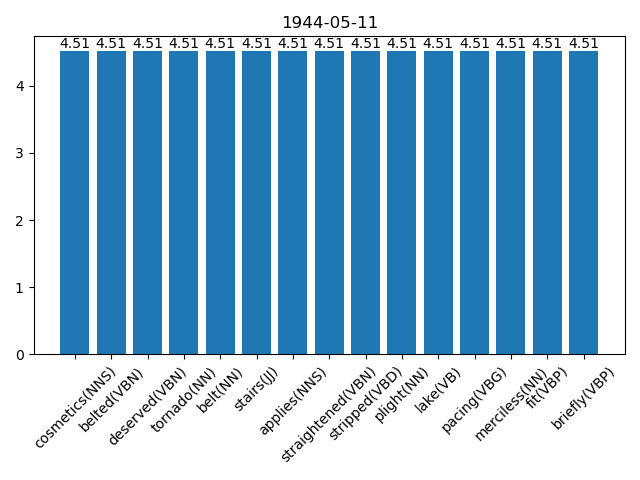 1944-05-11
4.51 4.51 4.51 4.51 4.51 4.51 4.51 4.51 4.51 4.51 4.51 4.51 4.51 4.51 4.51
4
3
2
1
0
cosmetics(NNS)
belted(VBN)
deserved(VBN)
tornado(NN)
belt(NN)
stairs(JJ)
applies(NNS)
straightened(VBN)
stripped(VBD)
plight(NN)
lake(VB)
pacing(VBG)
merciless(NN)
fit(VBP)
briefly(VBP)